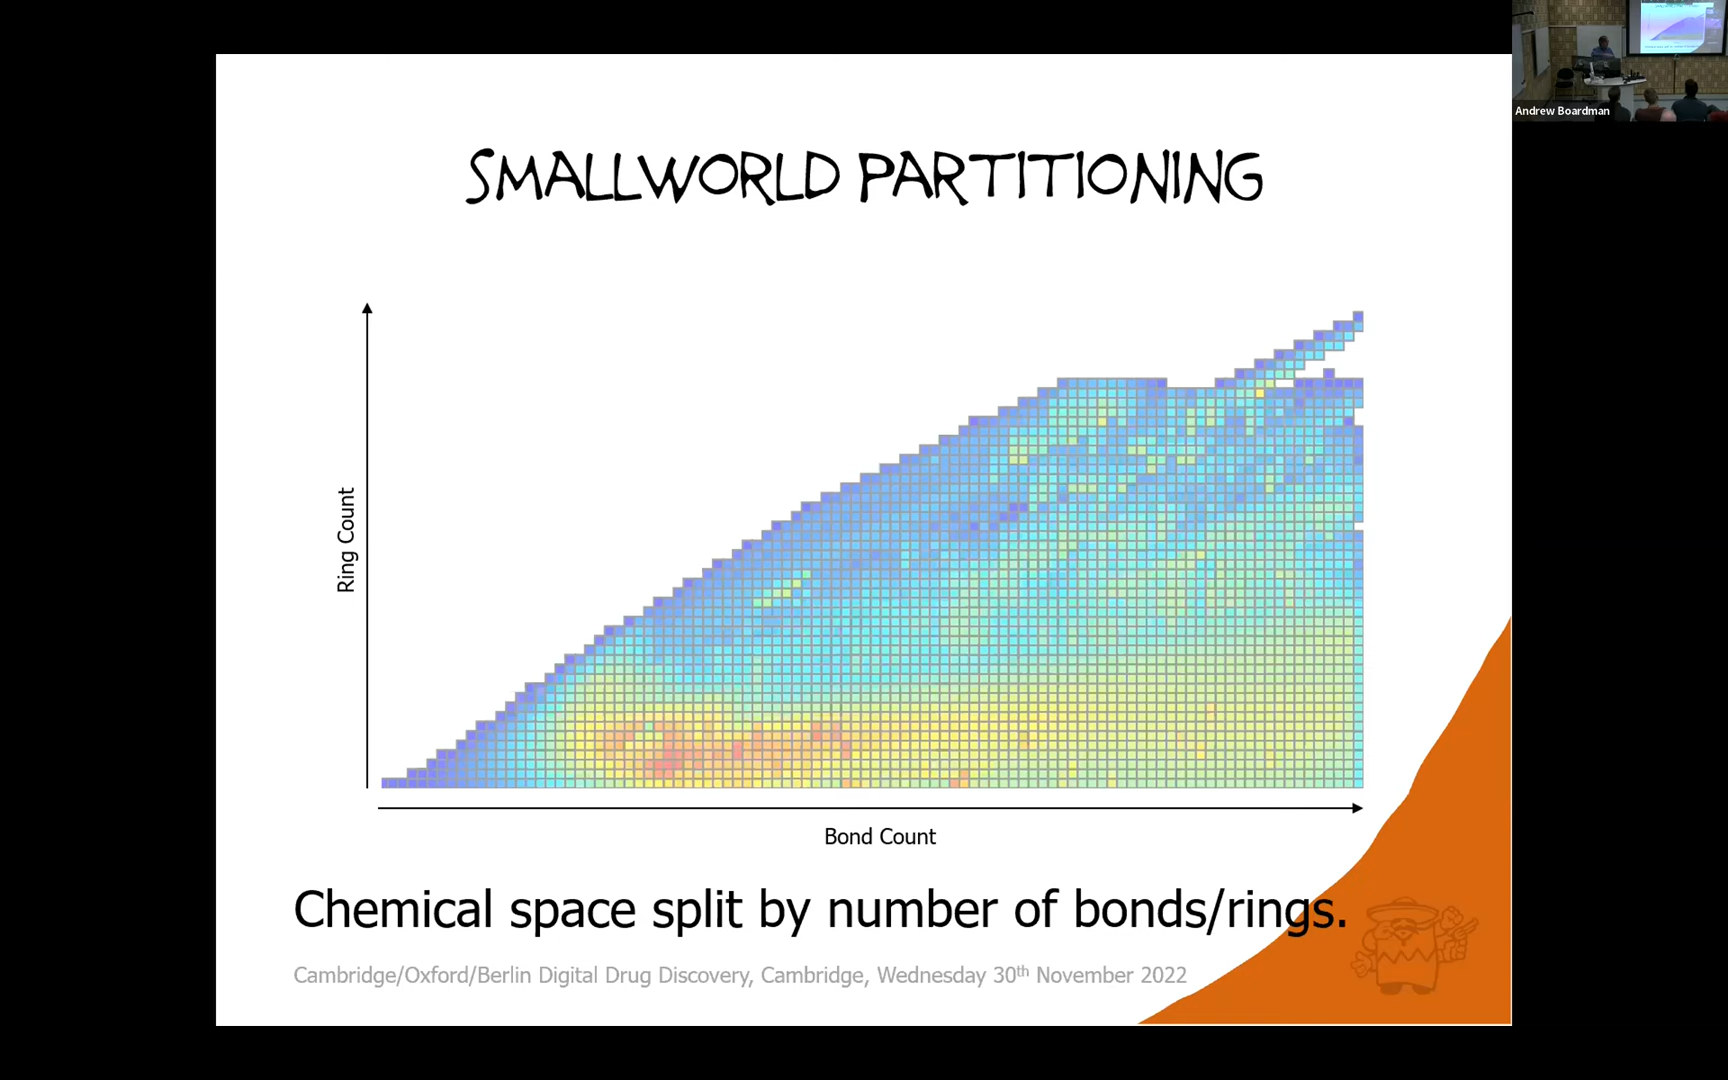 Andrew Boardman
SMALLWORLD PARTITIONING
Ring Count
Bond Count
Chemical space split by number of bonds/rings.
Cambridge/Oxford/Berlin Digital Drug Discovery, Cambridge, Wednesday 30th November 2022